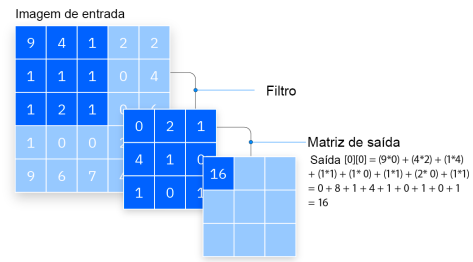 Imagem de entrada
9 4 1 2 2
1 1 1 0 4
1 2 1 0
1 0 0
9 6 7
Filtro
0 2 1
4 1 0
1 0 1
Matriz de saída
16
Saída [0][0] = (9*0) + (4*2) + (1*4)
+ (1*1) + (1* 0) + (1*1) + (2* 0) + (1*1)
= 0 + 8 + 1 + 4 + 1 + 0 + 1 + 0 + 1
= 16